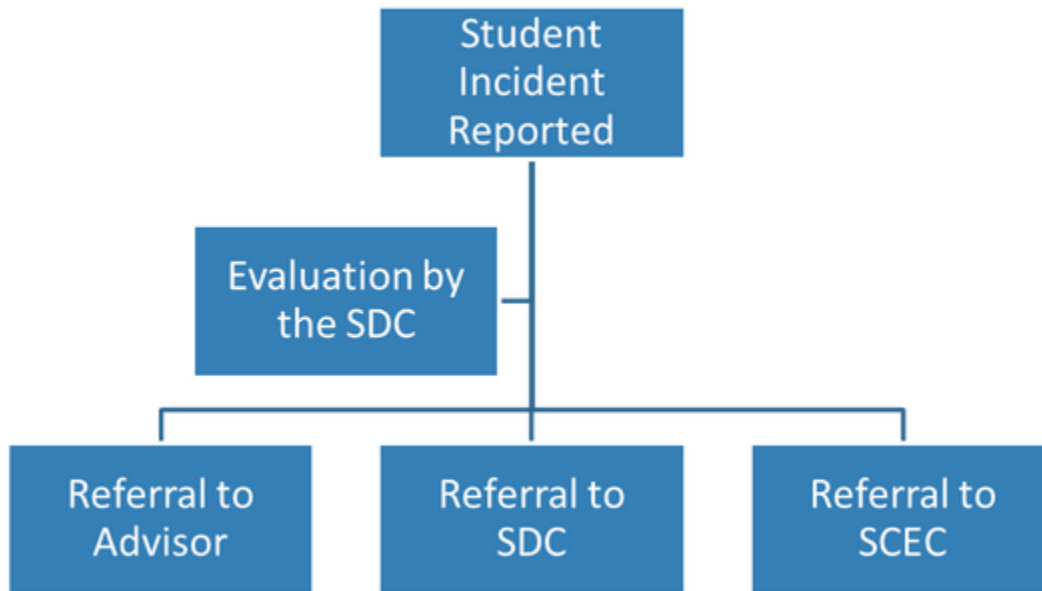 Student
Incident
Reported
Evaluation by
the SDC
Referral to
Advisor
Referral to
SDC
Referral to
SCEC